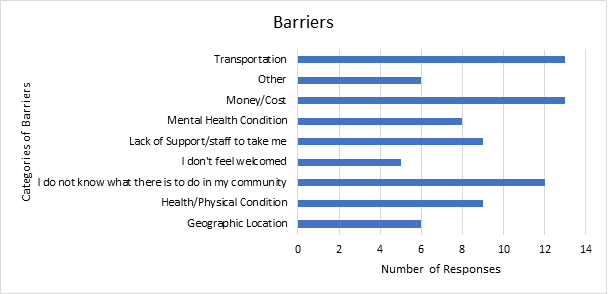 Barriers
Categories of Barriers
Transportation
Other
Money/Cost
Mental Health Condition
Lack of Support/staff to take me
I don't feel welcomed
I do not know what there is to do in my community
Health/Physical Condition
Geographic Location
0 2 4 6 8 10 12 14
Number of Responses